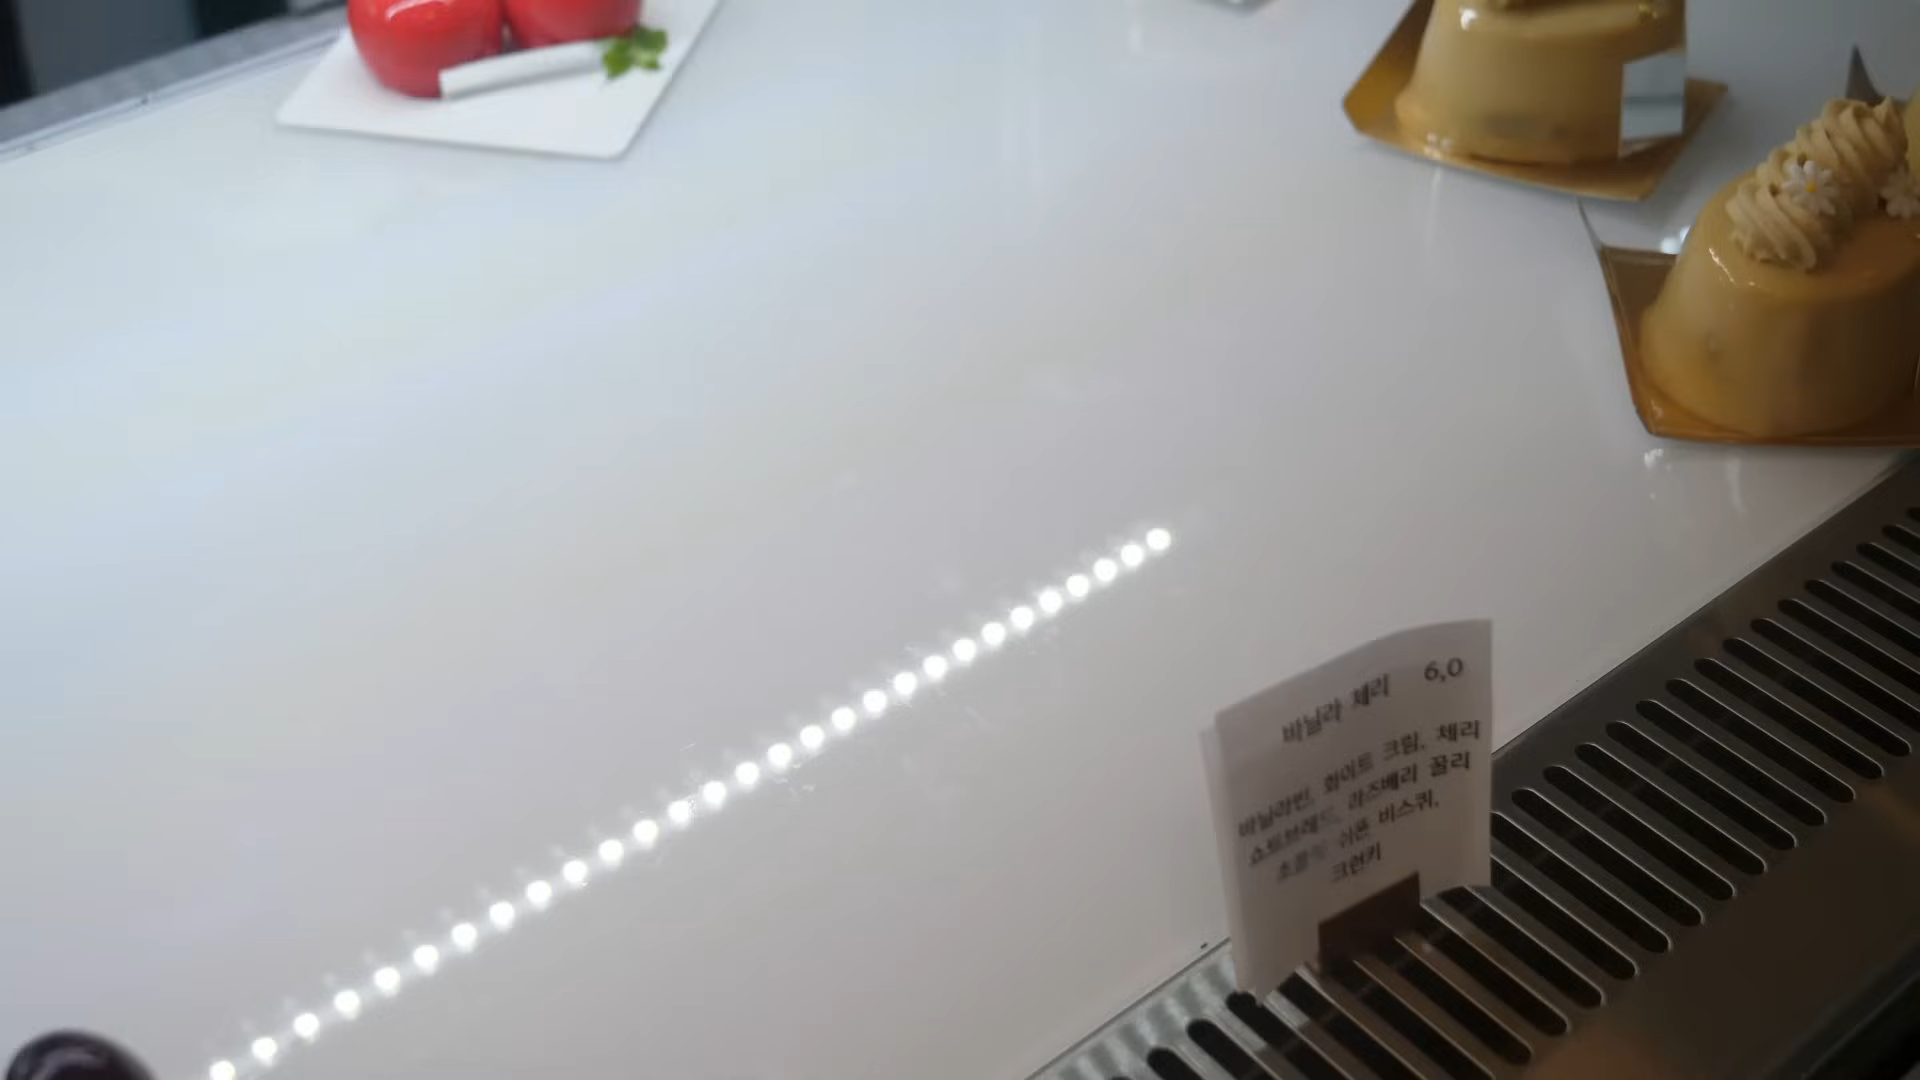 바닐라 체리 6,0
바닐라빈, 화이트 크림, 체리
쇼트브레드, 라즈베리 꿀리
초콜릿 쉬폰 비스퀴,
크런키